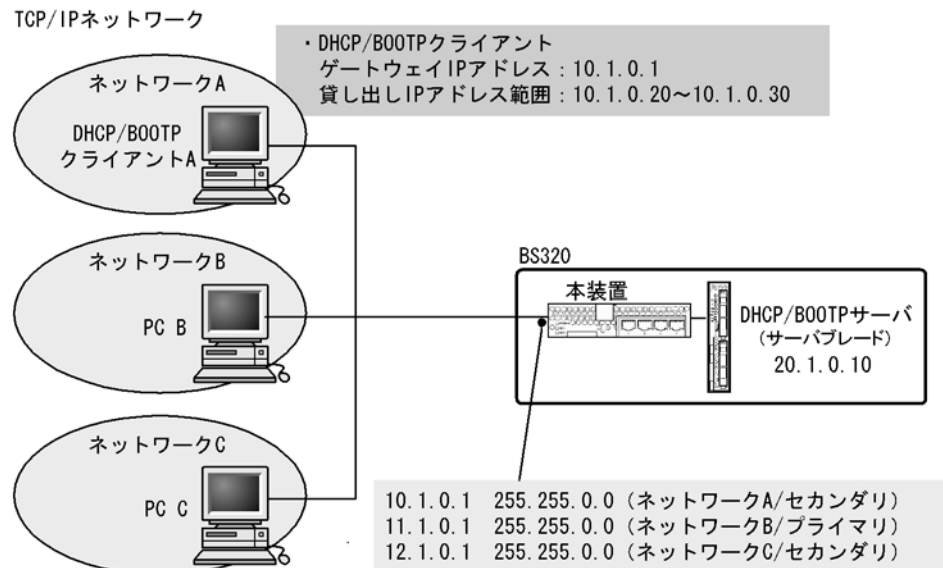 TCP/IPネットワーク
・DHCP/BOOTPクライアント
ゲートウェイIPアドレス：10.1.0.1
貸し出しIPアドレス範囲：10.1.0.20～10.1.0.30
ネットワークA
DHCP/BOOTP
クライアントA
ネットワークB
PC B
ネットワークC
PC C
BS320
本装置
DHCP/BOOTPサーバ
(サーバブレード)
20.1.0.10
10.1.0.1 255.255.0.0 (ネットワークA/セカンダリ)
11.1.0.1 255.255.0.0 (ネットワークB/プライマリ)
12.1.0.1 255.255.0.0 (ネットワークC/セカンダリ)